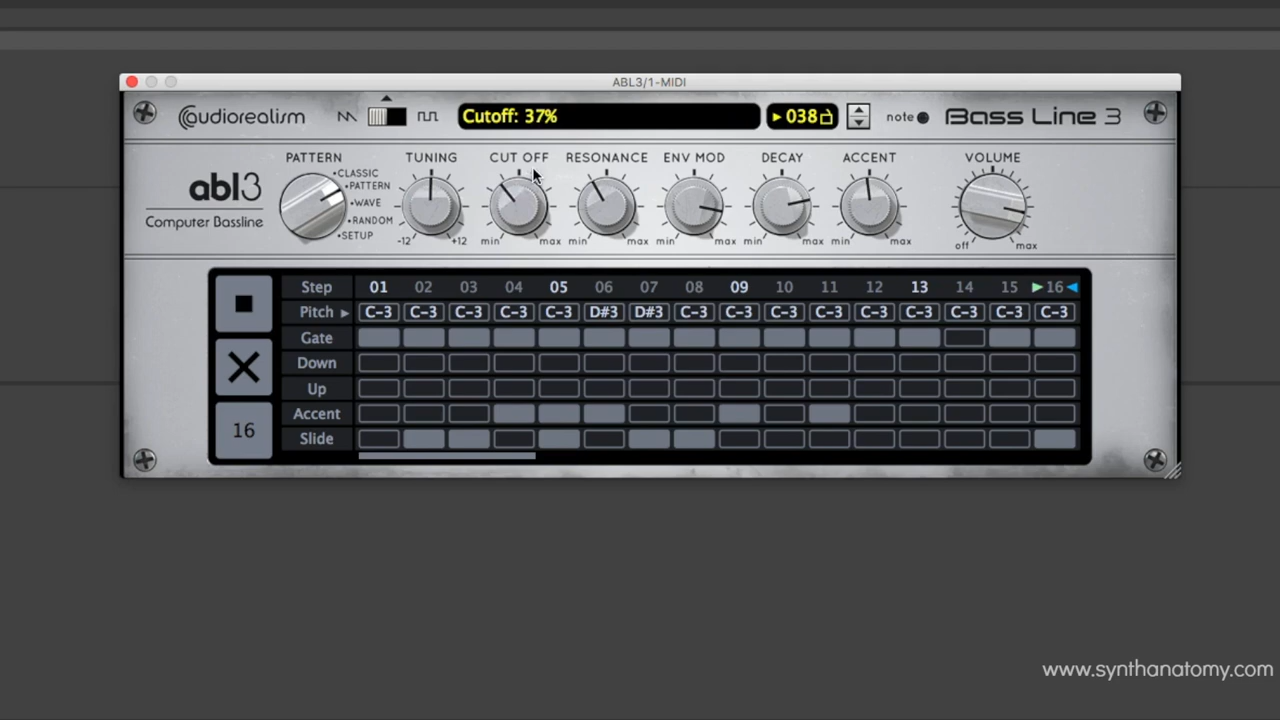 ABL3/1-MIDI
audiorealism
Cutoff: 37%
038
note
Bass Line 3
PATTERN TUNING CUT OFF RESONANCE ENV MOD DECAY ACCENT VOLUME
abl3
Computer Bassline
CLASSIC
PATTERN
WAVE
RANDOM
SETUP
-12 +12 min max min max min max min max min max off max
Step 01 02 03 04 05 06 07 08 09 10 11 12 13 14 15 16
Pitch C-3 C-3 C-3 C-3 C-3 D#3 D#3 C-3 C-3 C-3 C-3 C-3 C-3 C-3 C-3 C-3
Gate
Down
Up
Accent
Slide
16
www.synthanatomy.com